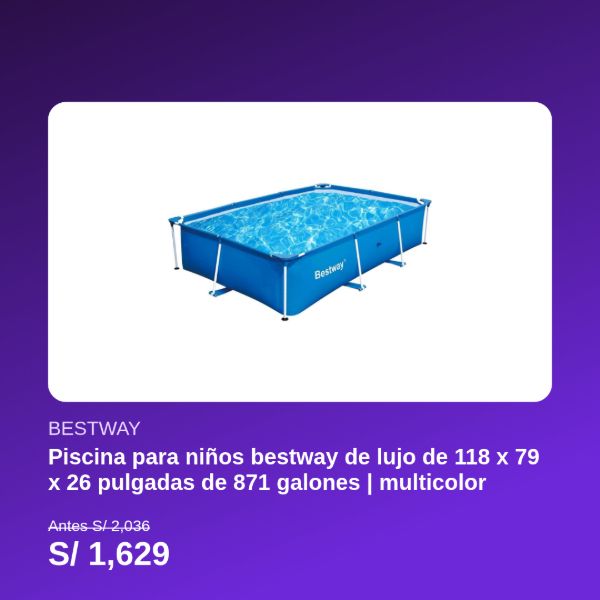 Bestway
BESTWAY
Piscina para niños bestway de lujo de 118 x 79
x 26 pulgadas de 871 galones | multicolor
Antes S/ 2,036
S/ 1,629